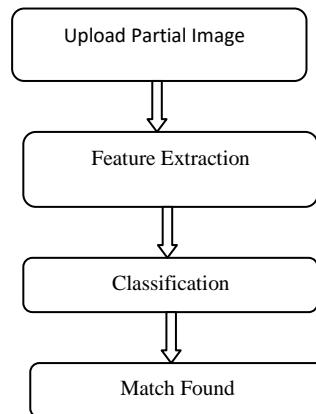 Upload Partial Image
Feature Extraction
Classification
Match Found